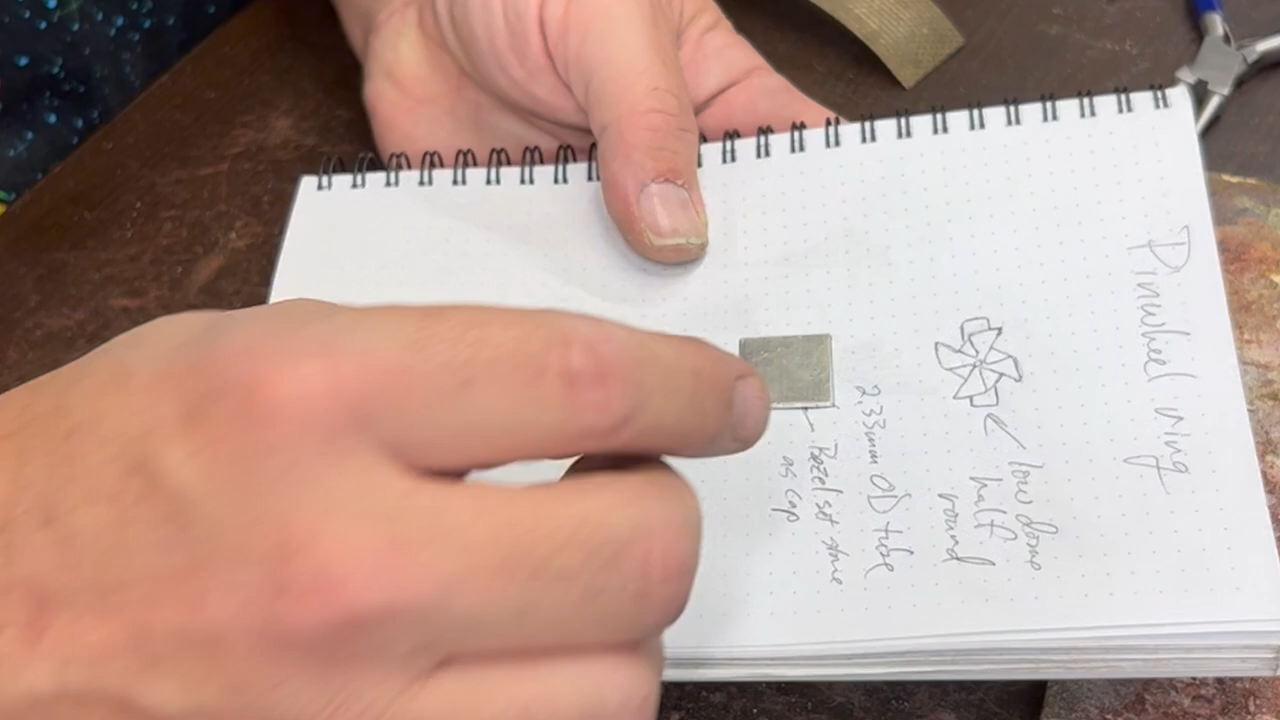 Pinwheel ring
low dome
half
round
2.33mm OD tube
Bezel set stone
as cap